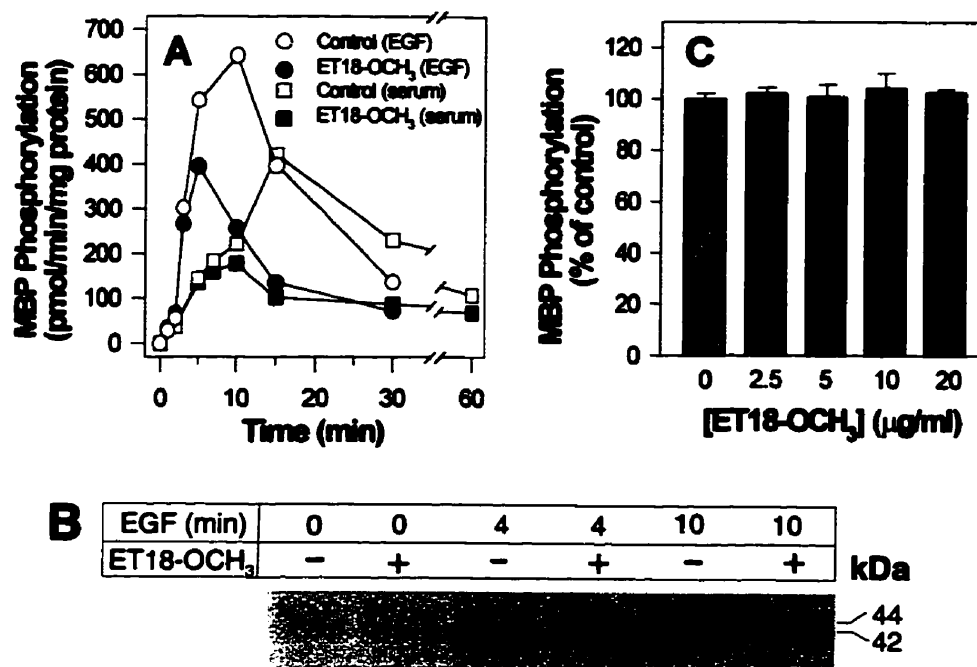 A
MBP Phosphorylation
(pmol/min/mg protein)
700
600
500
400
300
200
100
0
Control (EGF)
ET18-OCH₃ (EGF)
Control (serum)
ET18-OCH₃ (serum)
0 10 20 30 60
Time (min)
C
MBP Phosphorylation
(% of control)
120
100
80
60
40
20
0
0 2.5 5 10 20
[ET18-OCH₃] (μg/ml)
B
EGF (min) 0 0 4 4 10 10
ET18-OCH₃ − + − + − + kDa
44
42